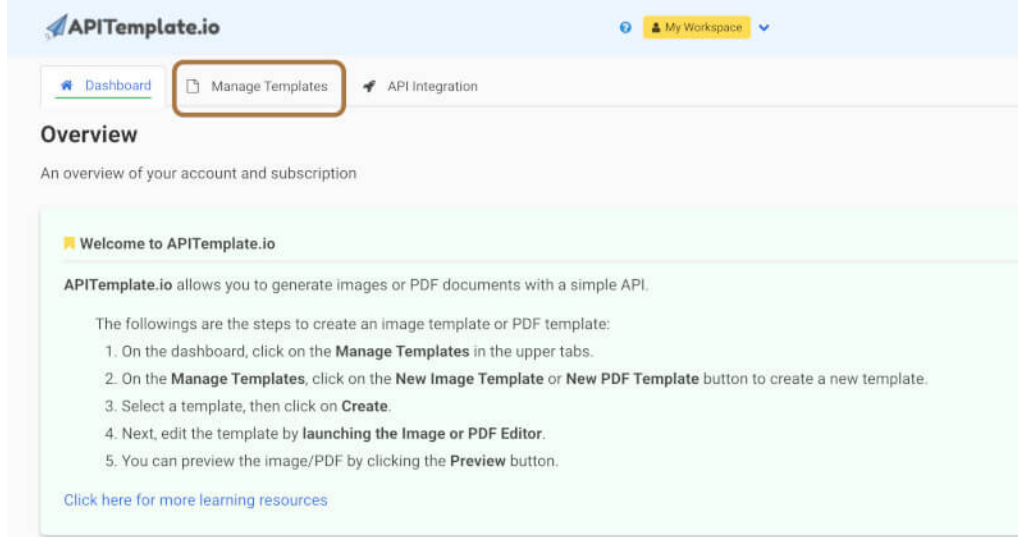 APITemplate.io
My Workspace
Dashboard Manage Templates API Integration
Overview
An overview of your account and subscription
Welcome to APITemplate.io
APITemplate.io allows you to generate images or PDF documents with a simple API.
The followings are the steps to create an image template or PDF template:
1. On the dashboard, click on the Manage Templates in the upper tabs.
2. On the Manage Templates, click on the New Image Template or New PDF Template button to create a new template.
3. Select a template, then click on Create.
4. Next, edit the template by launching the Image or PDF Editor.
5. You can preview the image/PDF by clicking the Preview button.
Click here for more learning resources